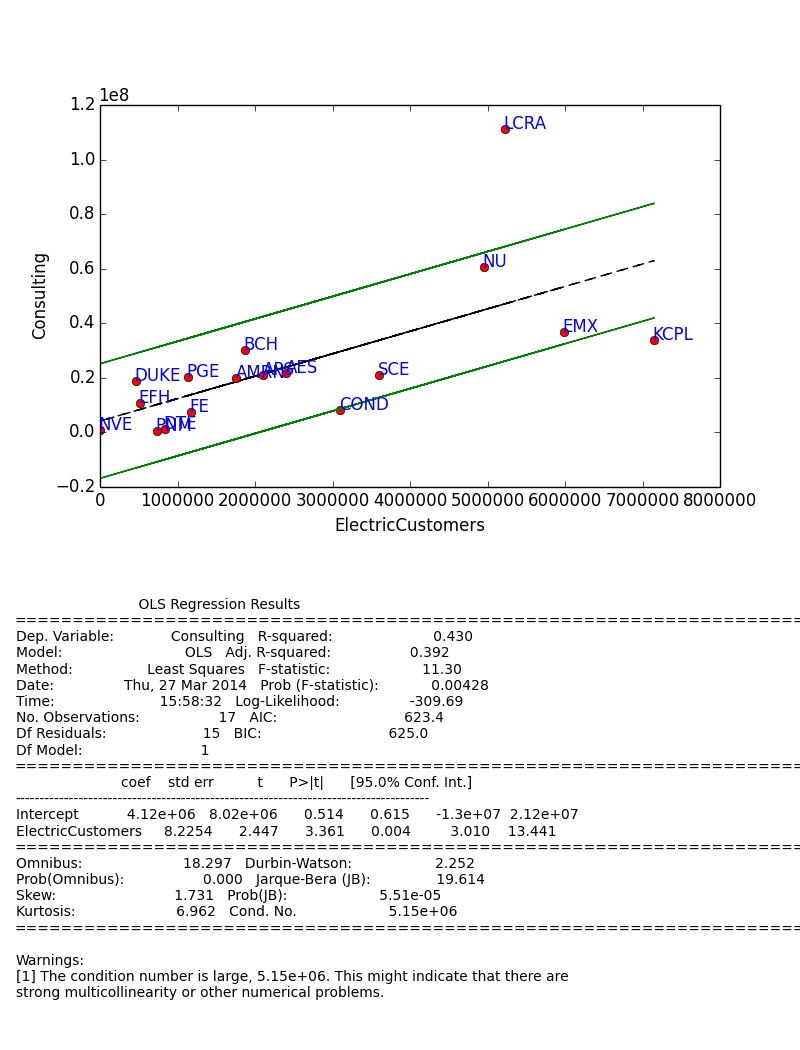 1e8
1.2
LCRA
1.0
0.8
NU
0.6
EMX
KCPL
0.4
BCH
DUKE PGE AES SCE
0.2
EFH FE COND
NVE DTE
0.0
−0.2
Consulting
0 1000000 2000000 3000000 4000000 5000000 6000000 7000000 8000000
ElectricCustomers
OLS Regression Results
==============================================================================
Dep. Variable: Consulting R-squared: 0.430
Model: OLS Adj. R-squared: 0.392
Method: Least Squares F-statistic: 11.30
Date: Thu, 27 Mar 2014 Prob (F-statistic): 0.00428
Time: 15:58:32 Log-Likelihood: -309.69
No. Observations: 17 AIC: 623.4
Df Residuals: 15 BIC: 625.0
Df Model: 1
==============================================================================
coef std err t P>|t| [95.0% Conf. Int.]
------------------------------------------------------------------------------
Intercept 4.12e+06 8.02e+06 0.514 0.615 -1.3e+07 2.12e+07
ElectricCustomers 8.2254 2.447 3.361 0.004 3.010 13.441
==============================================================================
Omnibus: 18.297 Durbin-Watson: 2.252
Prob(Omnibus): 0.000 Jarque-Bera (JB): 19.614
Skew: 1.731 Prob(JB): 5.51e-05
Kurtosis: 6.962 Cond. No. 5.15e+06
==============================================================================
Warnings:
[1] The condition number is large, 5.15e+06. This might indicate that there are
strong multicollinearity or other numerical problems.